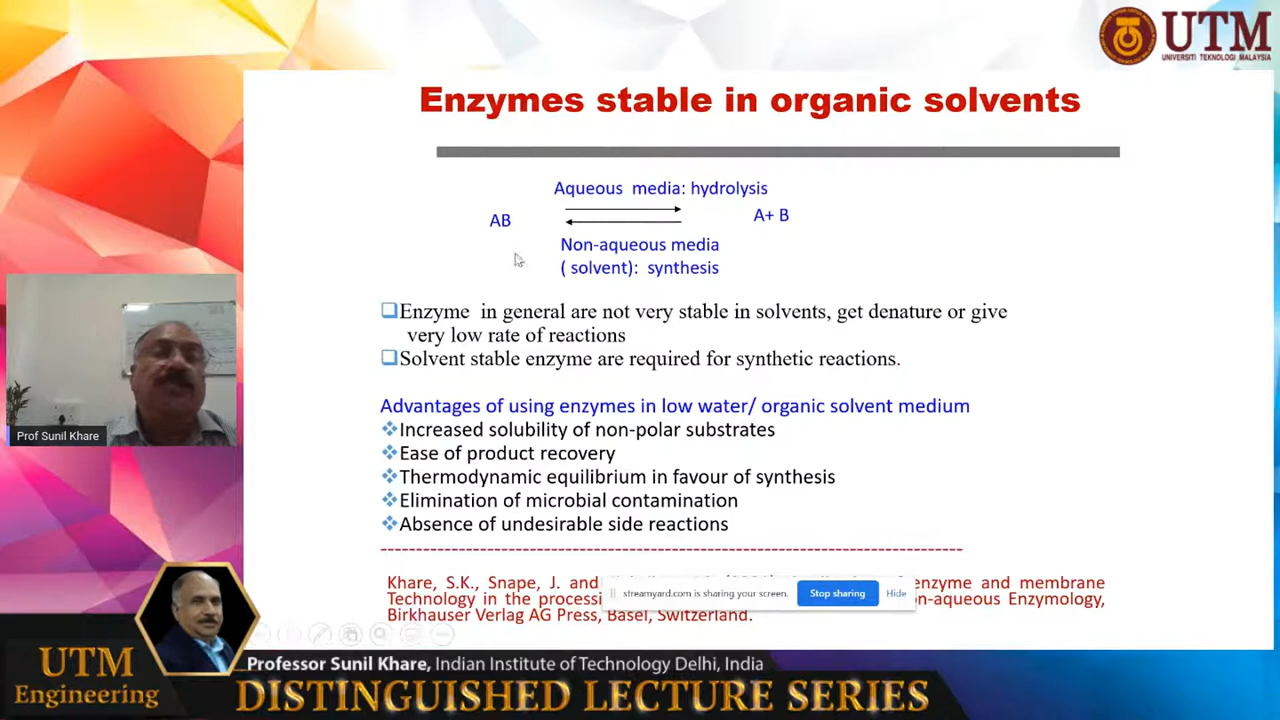 UTM
UNIVERSITI TEKNOLOGI MALAYSIA
Enzymes stable in organic solvents
Aqueous media: hydrolysis
AB
A+ B
Non-aqueous media
( solvent): synthesis
Enzyme in general are not very stable in solvents, get denature or give
very low rate of reactions
Solvent stable enzyme are required for synthetic reactions.
Advantages of using enzymes in low water/ organic solvent medium
Increased solubility of non-polar substrates
Ease of product recovery
Thermodynamic equilibrium in favour of synthesis
Elimination of microbial contamination
Absence of undesirable side reactions
Khare, S.K., Snape, J. and enzyme and membrane
Technology in the processi n-aqueous Enzymology,
Birkhauser Verlag AG Press, Basel, Switzerland.
streamyard.com is sharing your screen.
Stop sharing
Hide
Prof Sunil Khare
UTM
Engineering
Professor Sunil Khare, Indian Institute of Technology Delhi, India
DISTINGUISHED LECTURE SERIES